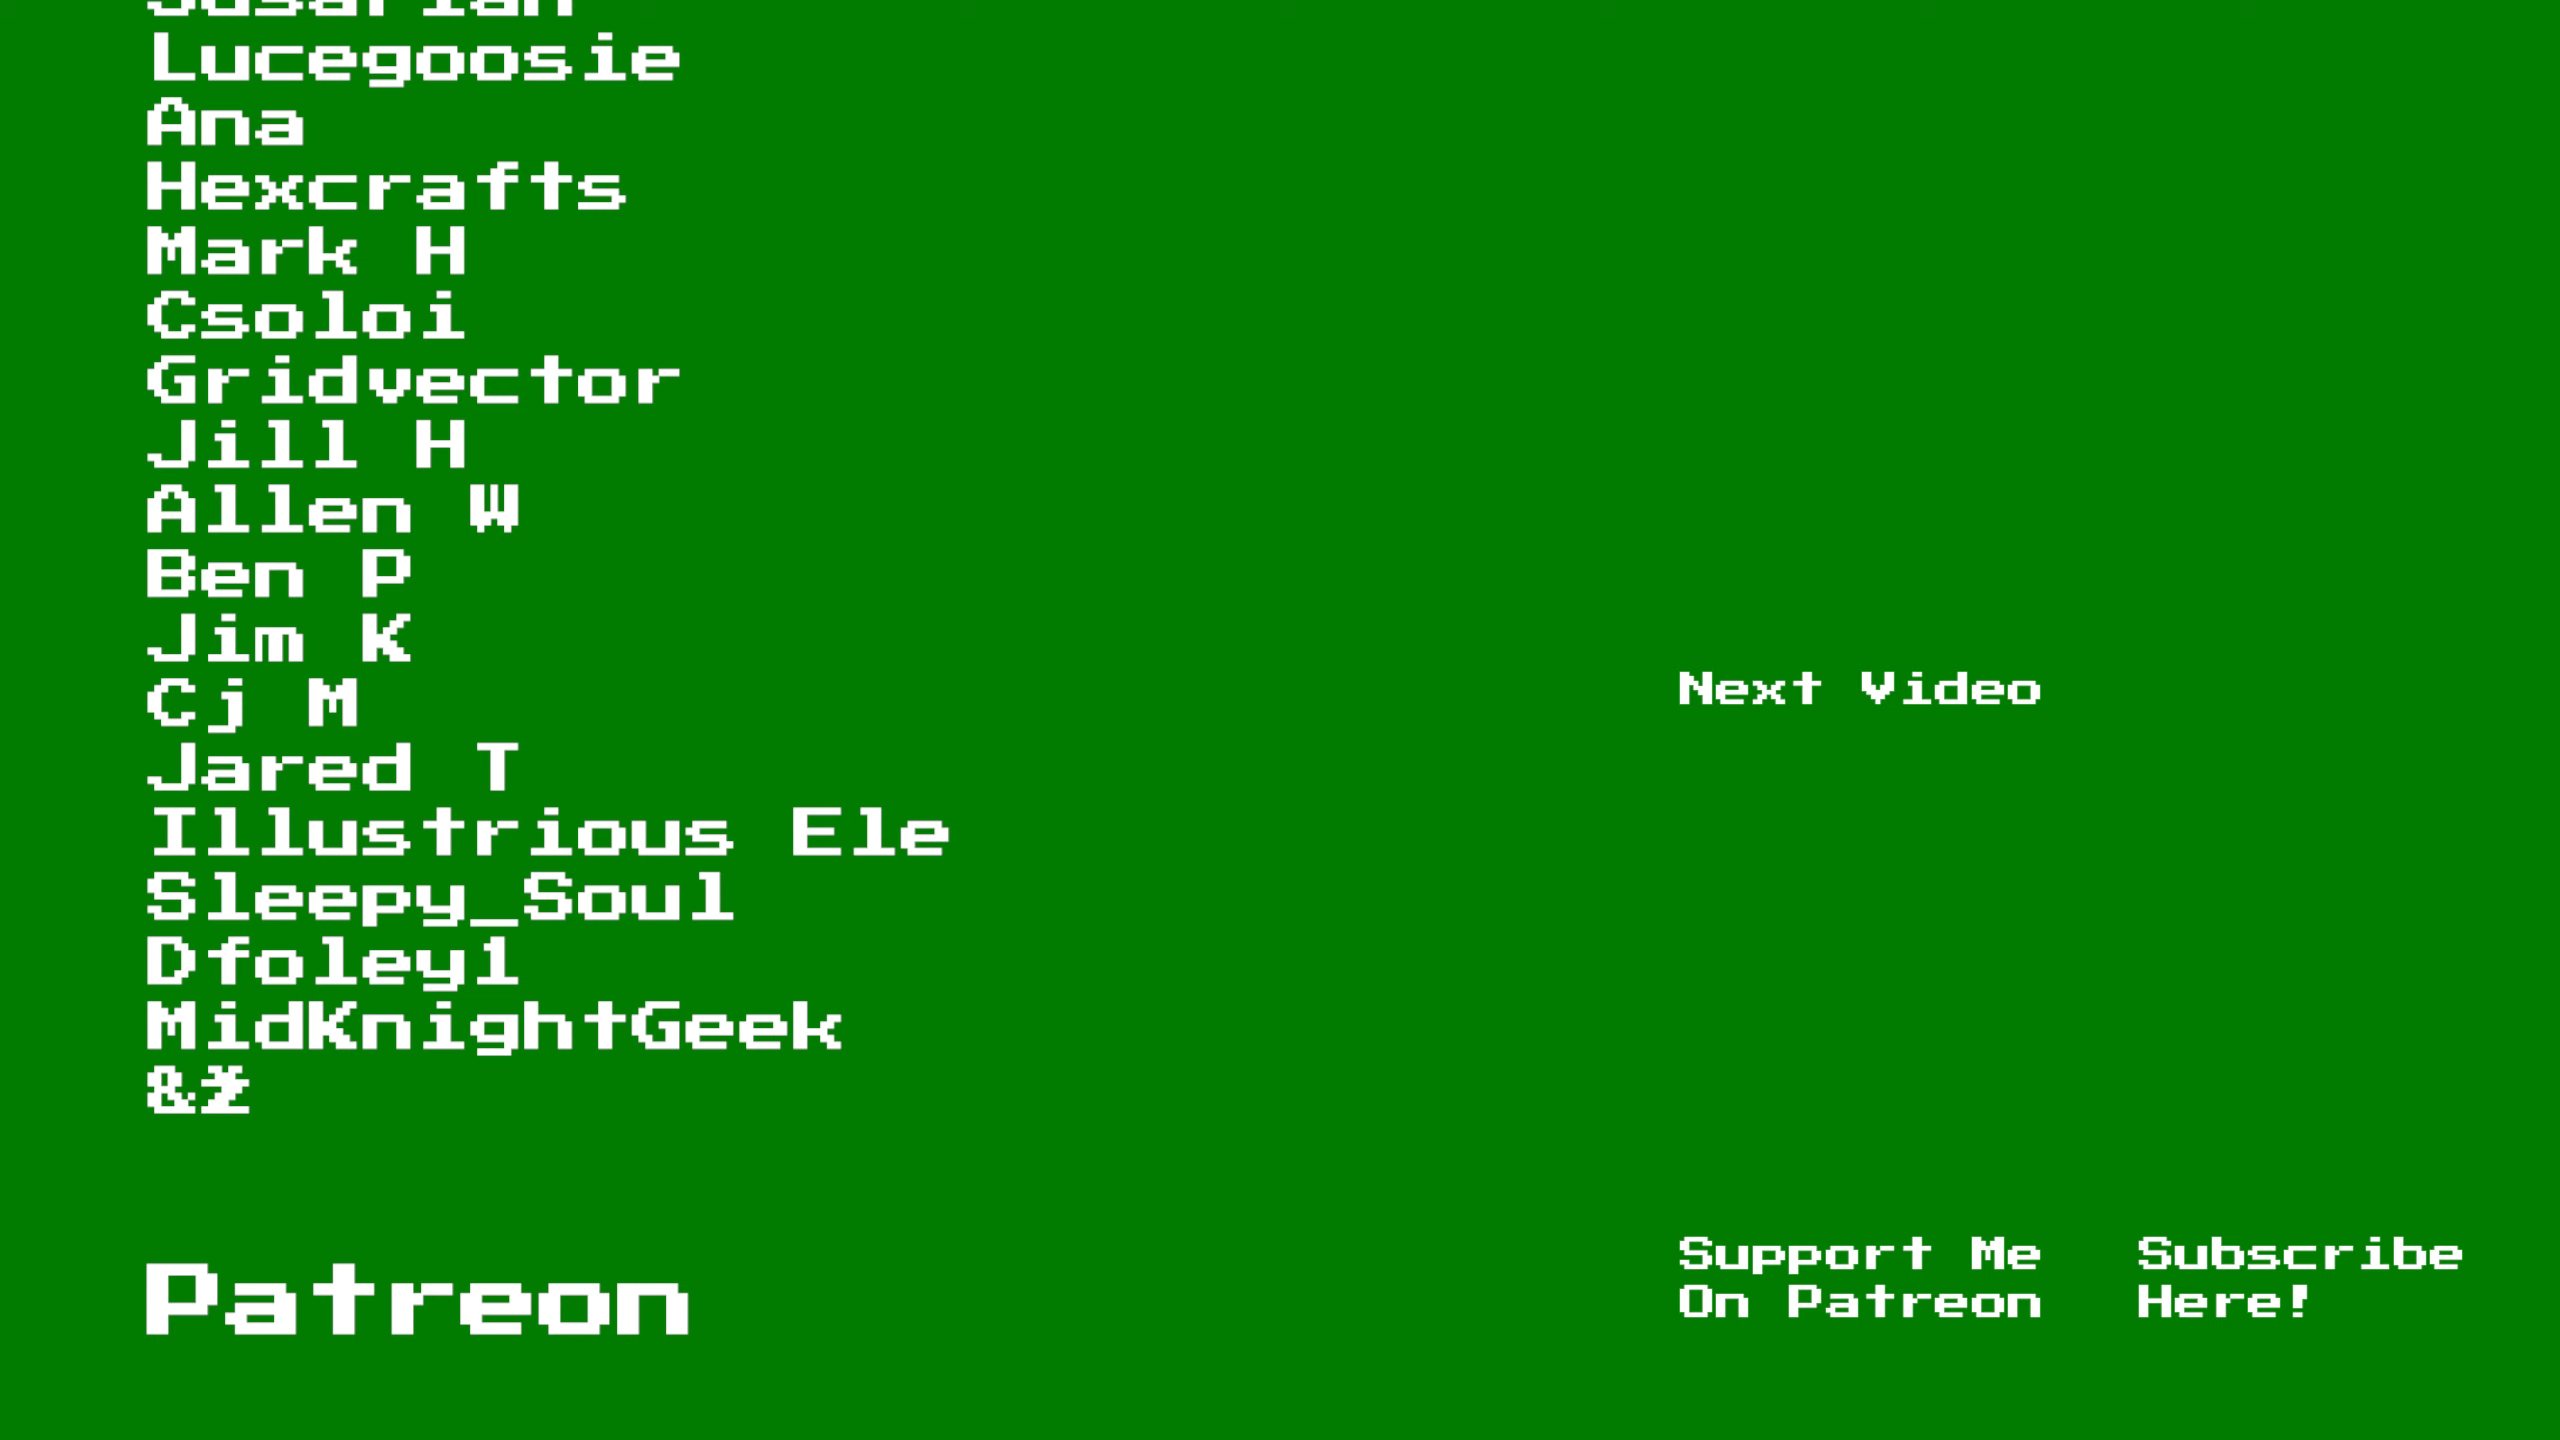 Lucegoosie
Ana
Hexcrafts
Mark H
Csoloi
Gridvector
Jill H
Allen W
Ben P
Jim K
Cj M
Jared T
Illustrious Ele
Sleepy_Soul
Dfoley1
MidKnightGeek
Patreon
Next Video
Support Me
On Patreon
Subscribe
Here!